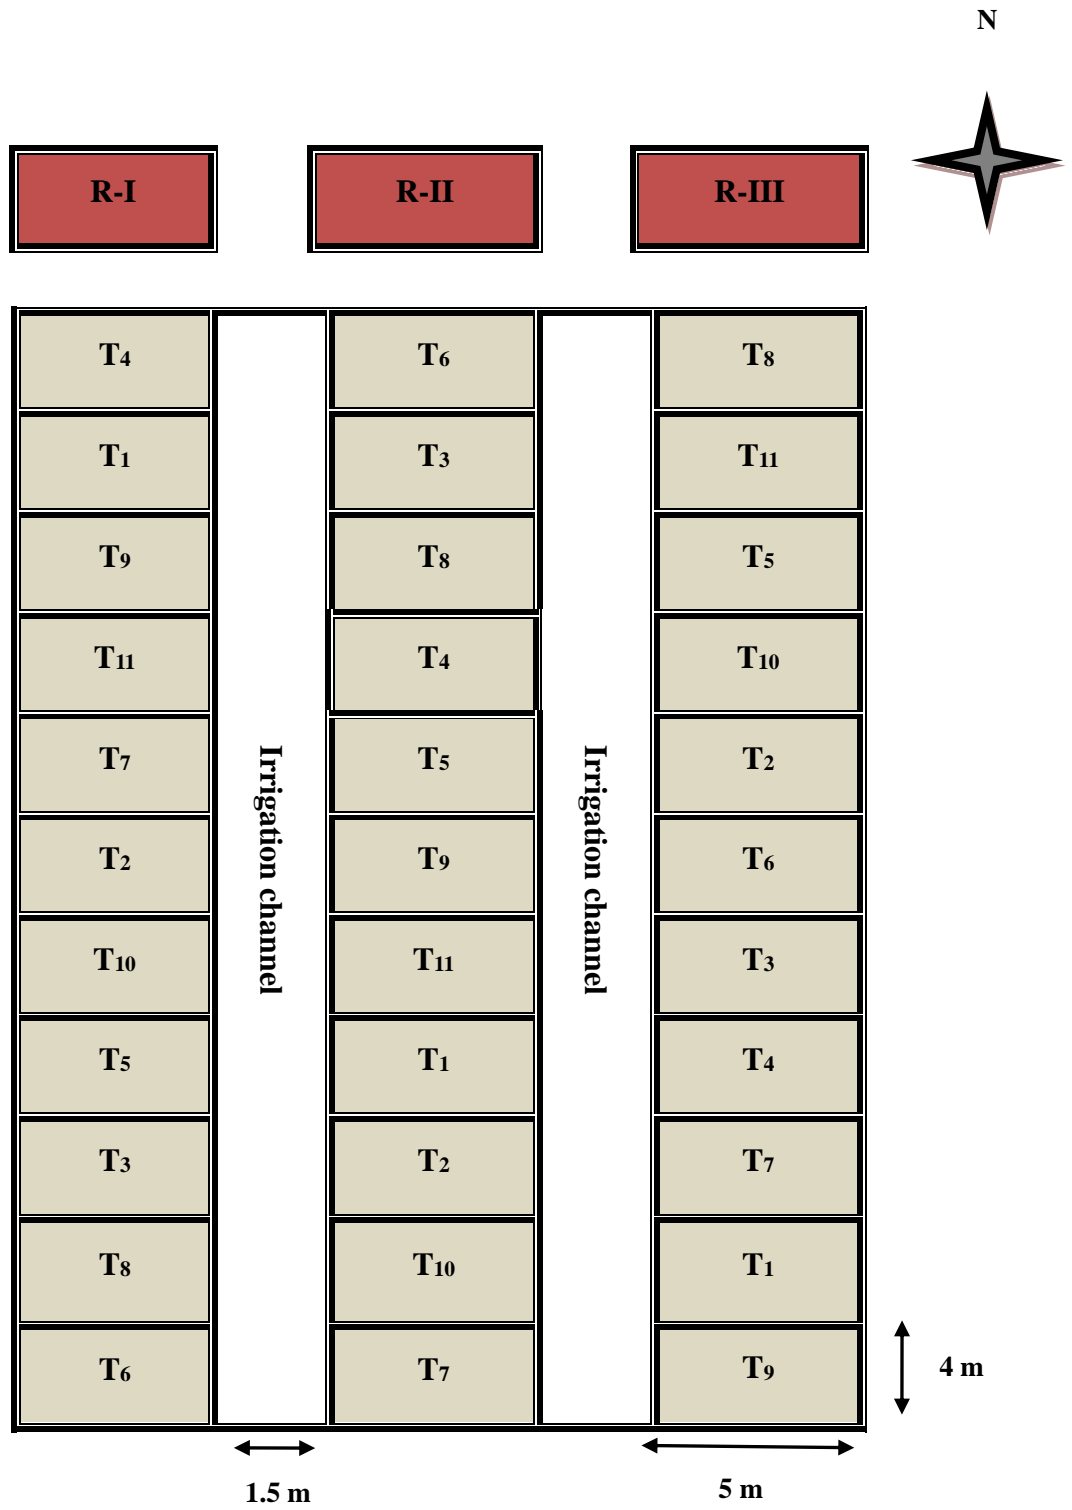 N
R-I R-II R-III
T4 T6 T8
T1 T3 T11
T9 T8 T5
T11 T4 T10
T7 T5 T2
T2 T9 T6
T10 T11 T3
T5 T1 T4
T3 T2 T7
T8 T10 T1
T6 T7 T9
Irrigation channel
Irrigation channel
4 m
1.5 m
5 m